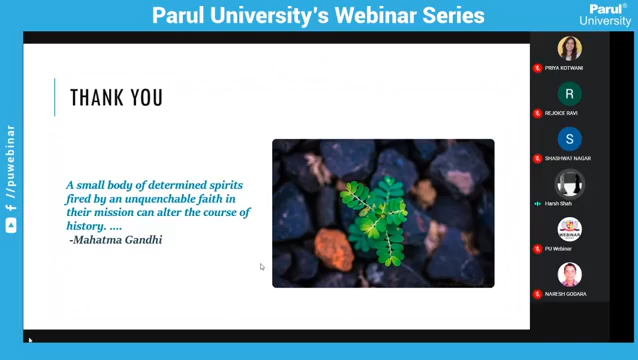 Parul University's Webinar Series
Parul®
University
/puwebinar
THANK YOU
A small body of determined spirits
fired by an unquenchable faith in
their mission can alter the course of
history. ....
-Mahatma Gandhi
PRIYA KOTWANI
R
REJOICE RAVI
S
SHASHWAT NAGAR
Harsh Shah
WEBINAR
PU Webinar
NARESH GODARA